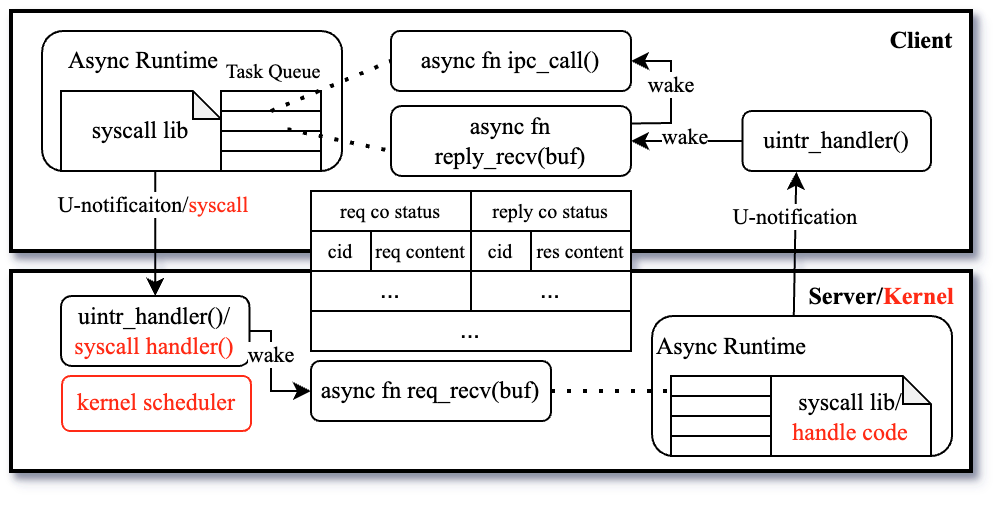 Client
Async Runtime
Task Queue
syscall lib
async fn ipc_call()
wake
async fn
reply_recv(buf)
wake
uintr_handler()
U-notificaiton/syscall
U-notification
req co status
reply co status
cid
req content
cid
res content
...
...
...
Server/Kernel
uintr_handler()/
syscall handler()
wake
kernel scheduler
async fn req_recv(buf)
Async Runtime
syscall lib/
handle code